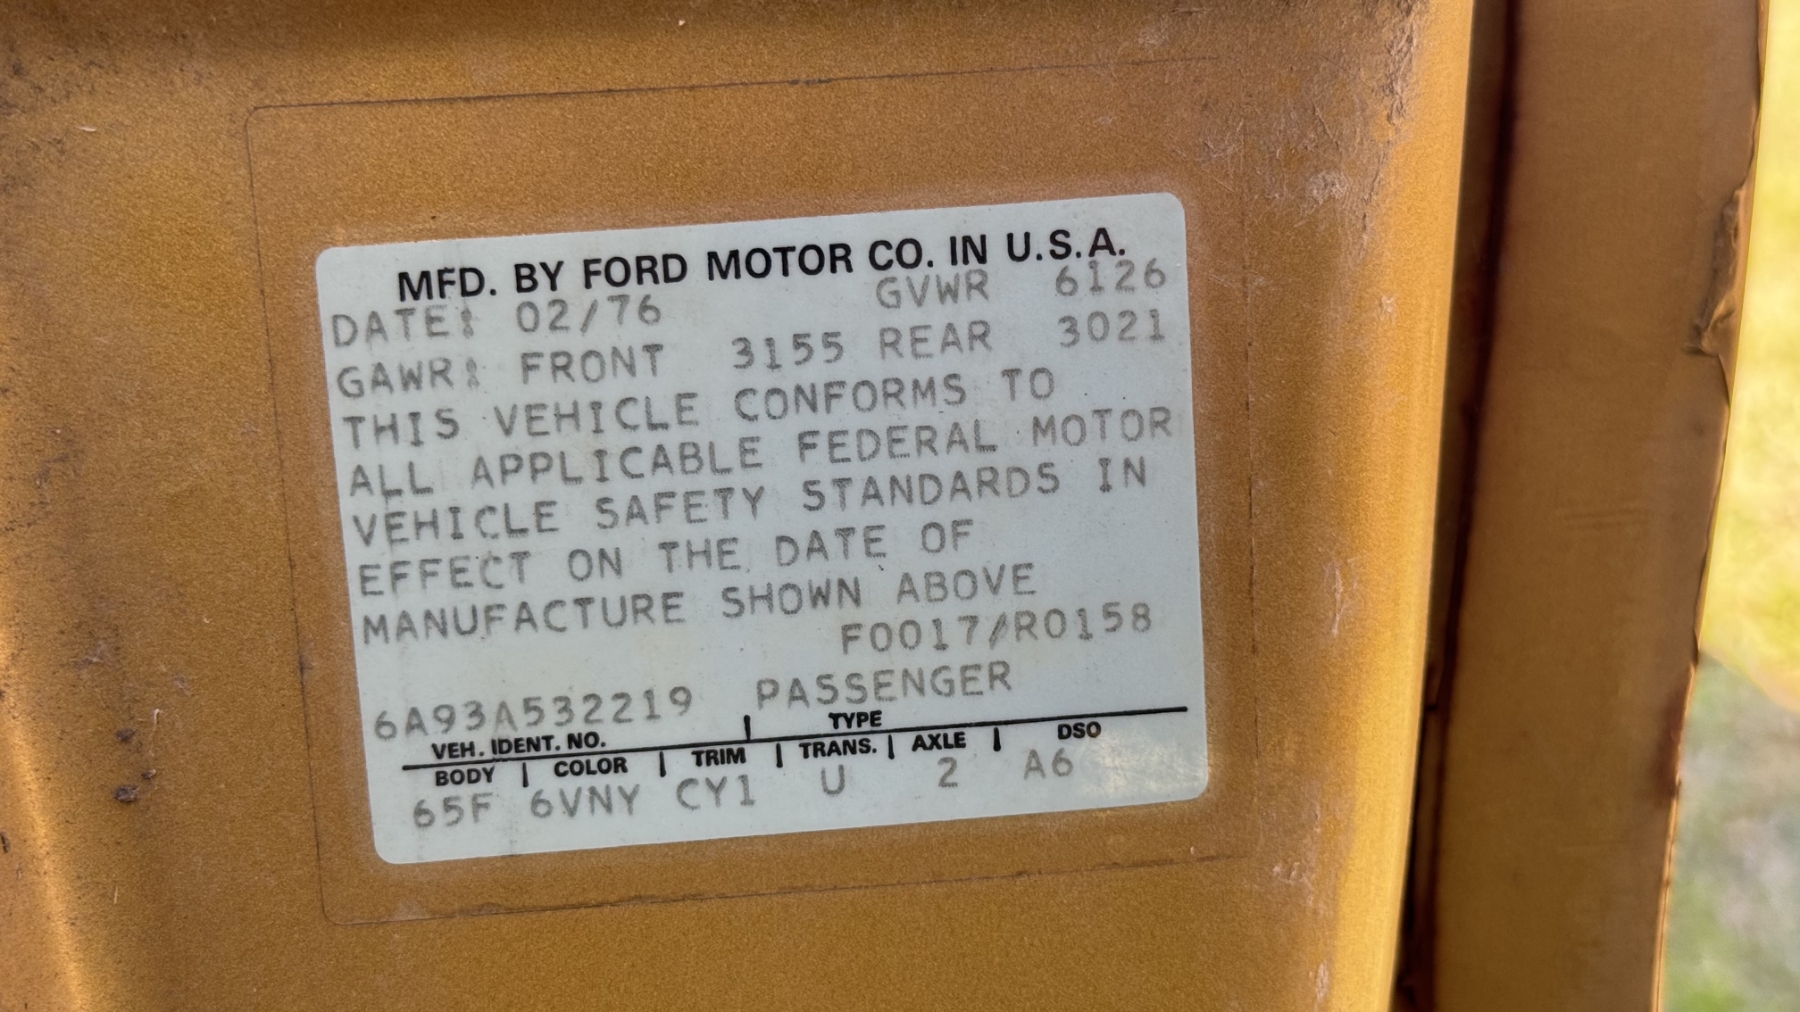 MFD. BY FORD MOTOR CO. IN U.S.A.
DATE: 02/76 GVWR 6126
GAWR: FRONT 3155 REAR 3021
THIS VEHICLE CONFORMS TO
ALL APPLICABLE FEDERAL MOTOR
VEHICLE SAFETY STANDARDS IN
EFFECT ON THE DATE OF
MANUFACTURE SHOWN ABOVE
F0017/R0158
6A93A532219 PASSENGER
VEH. IDENT. NO. TYPE
BODY COLOR TRIM TRANS. AXLE DSO
65F 6VNY CY1 U 2 A6